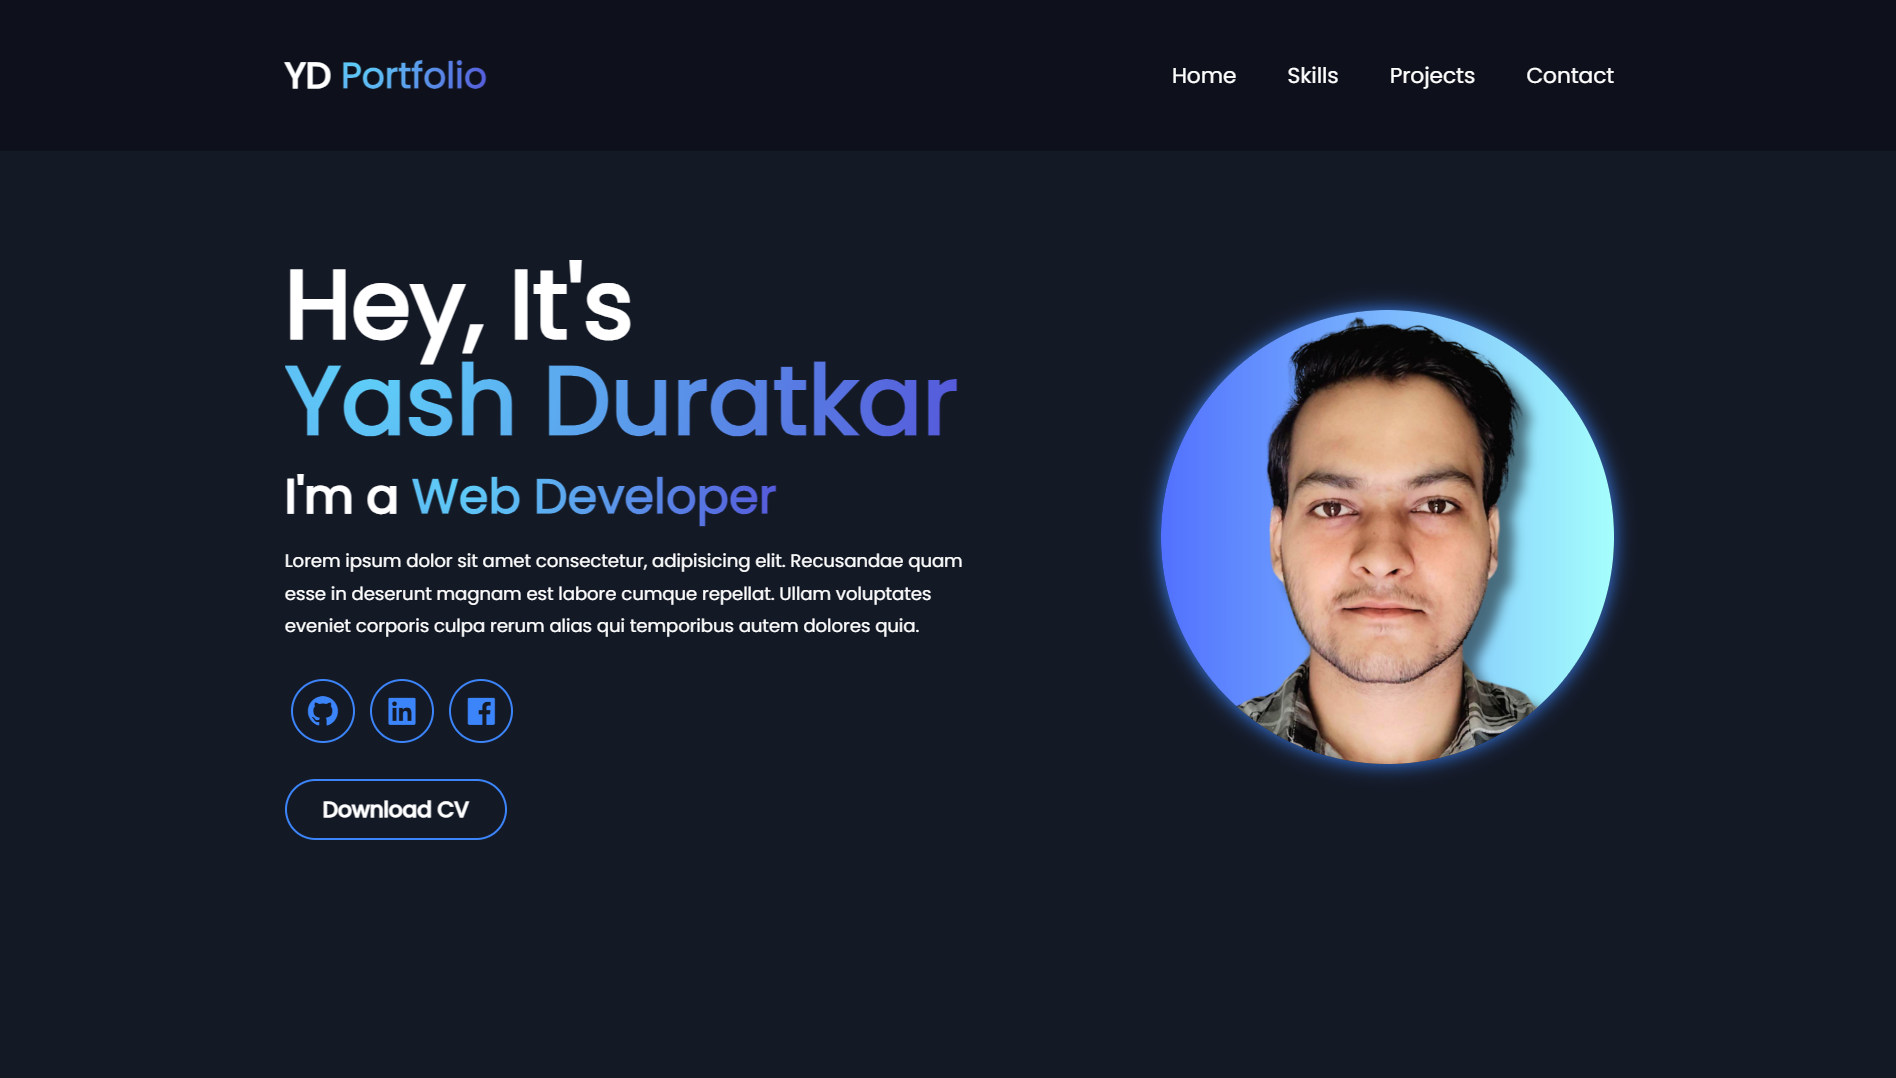 YD Portfolio
Home Skills Projects Contact
Hey, It's
Yash Duratkar
I'm a Web Developer
Lorem ipsum dolor sit amet consectetur, adipisicing elit. Recusandae quam
esse in deserunt magnam est labore cumque repellat. Ullam voluptates
eveniet corporis culpa rerum alias qui temporibus autem dolores quia.
Download CV